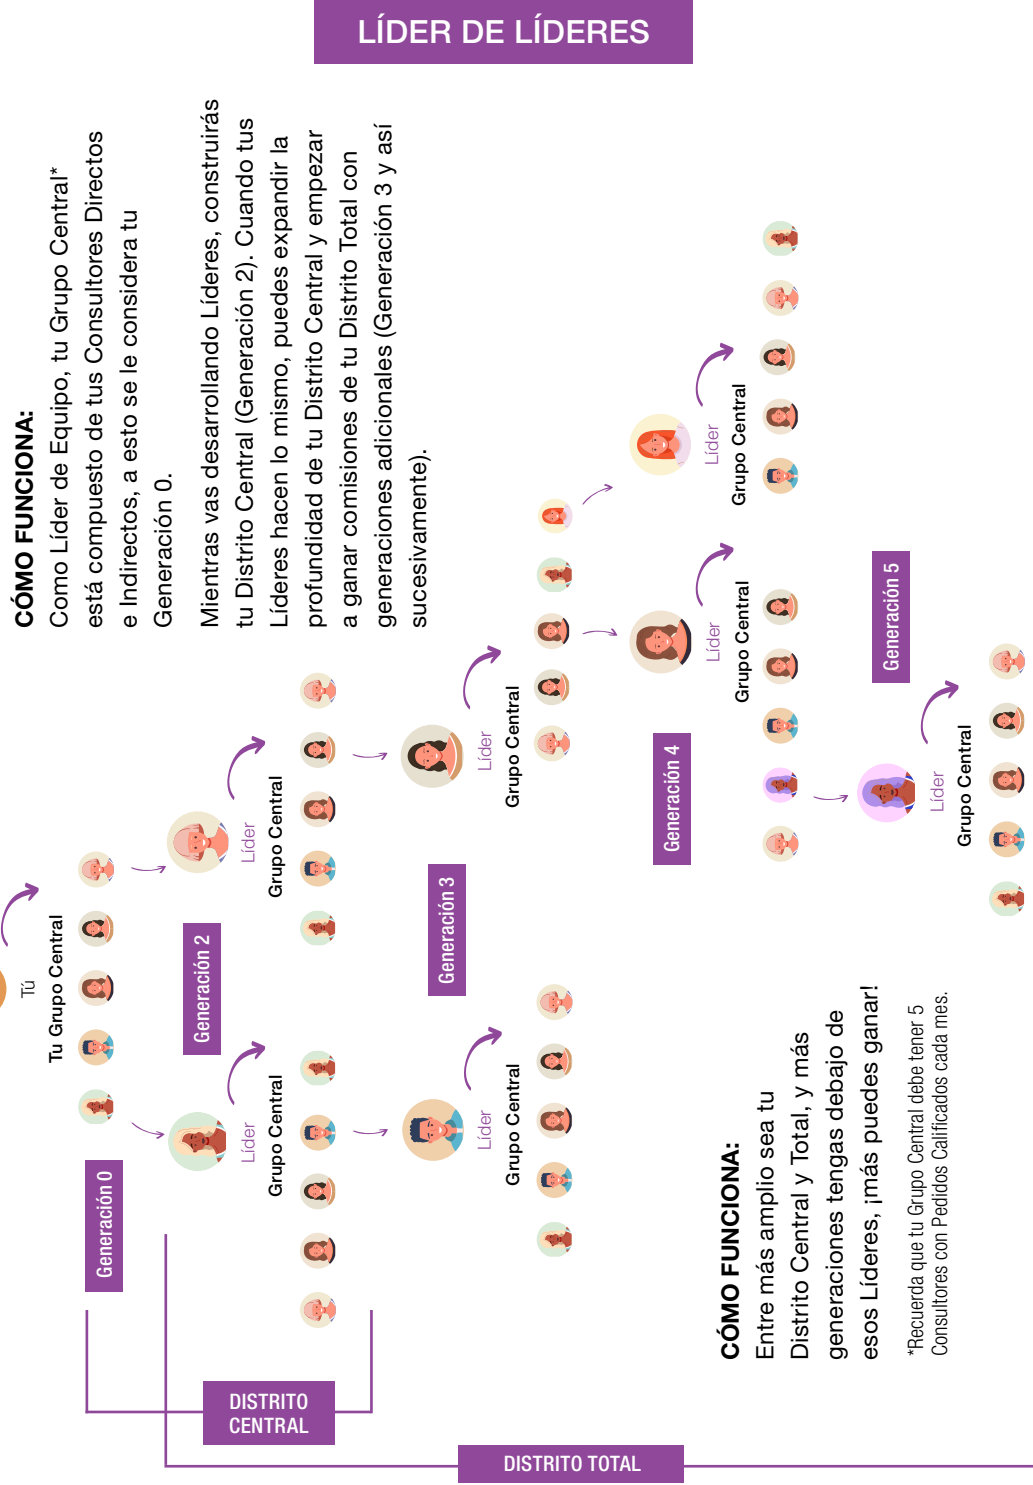 LÍDER DE LÍDERES
CÓMO FUNCIONA:
Como Líder de Equipo, tu Grupo Central*
está compuesto de tus Consultores Directos
e Indirectos, a esto se le considera tu
Generación 0.
Mientras vas desarrollando Líderes, construirás
tu Distrito Central (Generación 2). Cuando tus
Líderes hacen lo mismo, puedes expandir la
profundidad de tu Distrito Central y empezar
a ganar comisiones de tu Distrito Total con
generaciones adicionales (Generación 3 y así
sucesivamente).
Tú
Tu Grupo Central
Generación 0
Líder
Grupo Central
Generación 2
Líder
Grupo Central
Líder
Grupo Central
Generación 3
Líder
Grupo Central
Generación 4
Líder
Grupo Central
Líder
Grupo Central
Generación 5
Líder
Grupo Central
DISTRITO
CENTRAL
DISTRITO TOTAL
CÓMO FUNCIONA:
Entre más amplio sea tu
Distrito Central y Total, y más
generaciones tengas debajo de
esos Líderes, ¡más puedes ganar!
*Recuerda que tu Grupo Central debe tener 5
Consultores con Pedidos Calificados cada mes.